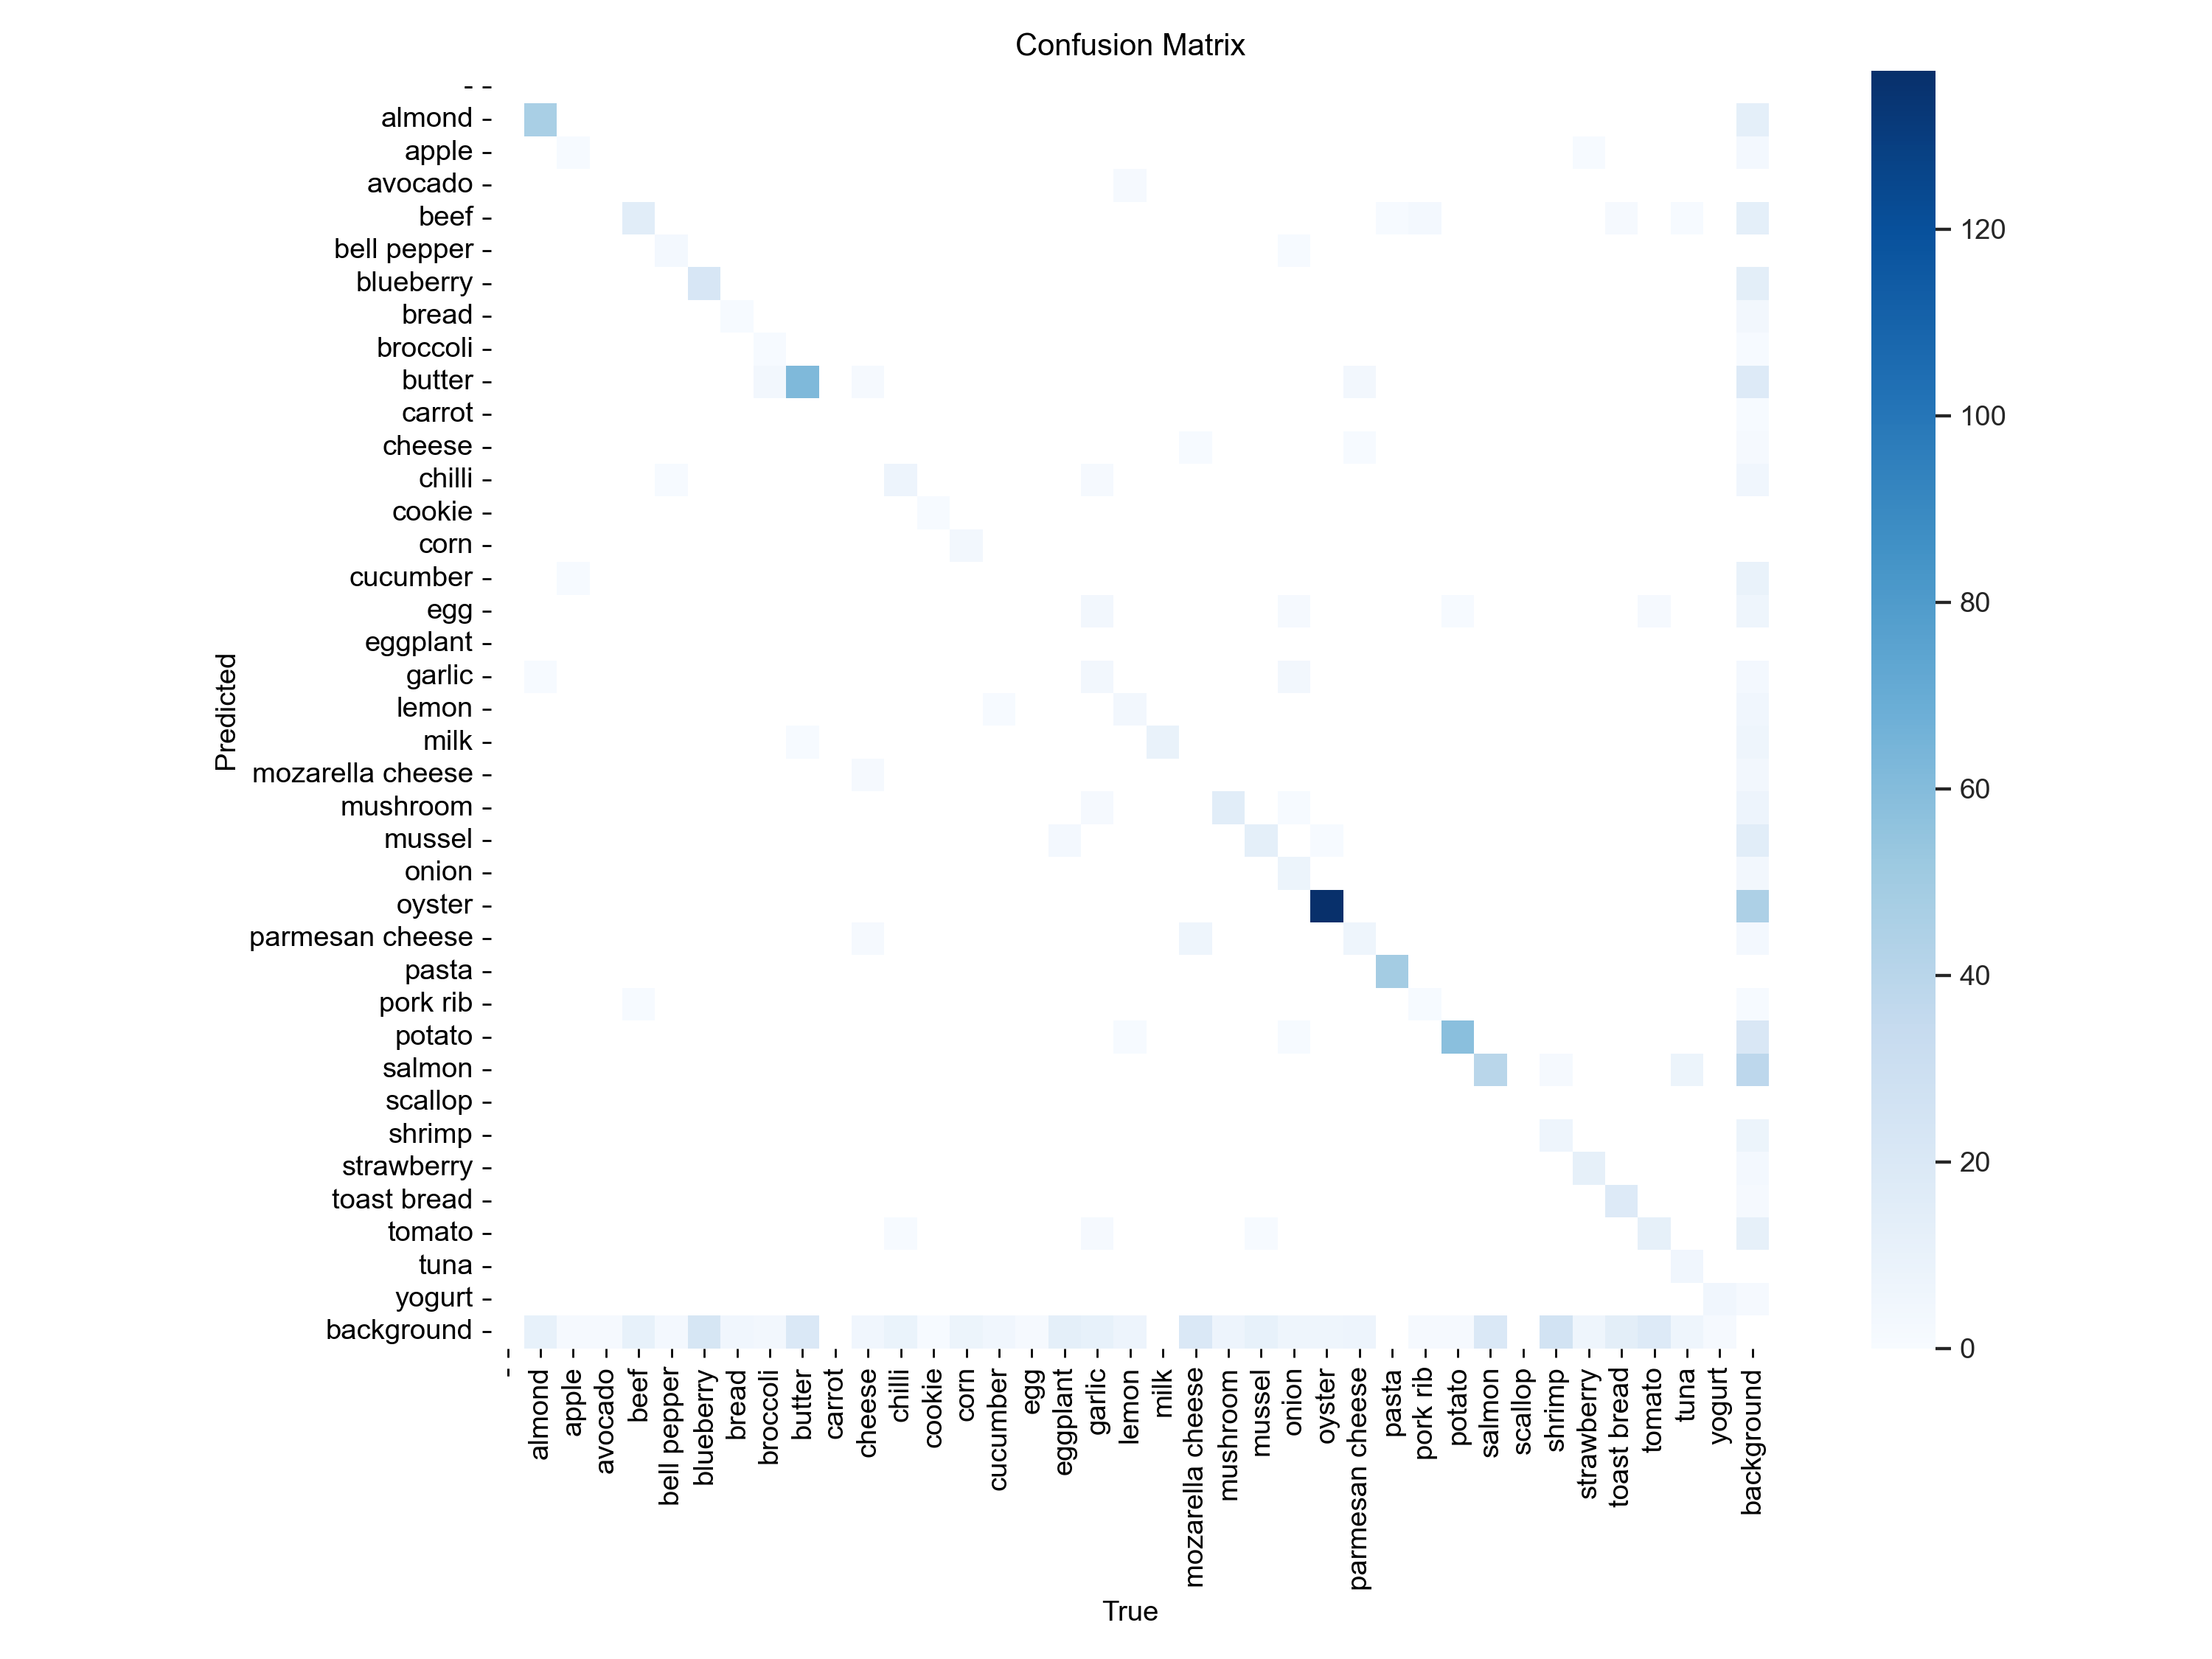 Confusion Matrix
-
almond
apple
avocado
beef
bell pepper
blueberry
bread
broccoli
butter
carrot
cheese
chilli
cookie
corn
cucumber
egg
eggplant
garlic
lemon
milk
mozarella cheese
mushroom
mussel
onion
oyster
parmesan cheese
pasta
pork rib
potato
salmon
scallop
shrimp
strawberry
toast bread
tomato
tuna
yogurt
background
Predicted
-
almond
apple
avocado
beef
bell pepper
blueberry
bread
broccoli
butter
carrot
cheese
chilli
cookie
corn
cucumber
egg
eggplant
garlic
lemon
milk
mozarella cheese
mushroom
mussel
onion
oyster
parmesan cheese
pasta
pork rib
potato
salmon
scallop
shrimp
strawberry
toast bread
tomato
tuna
yogurt
background
True
120
100
80
60
40
20
0